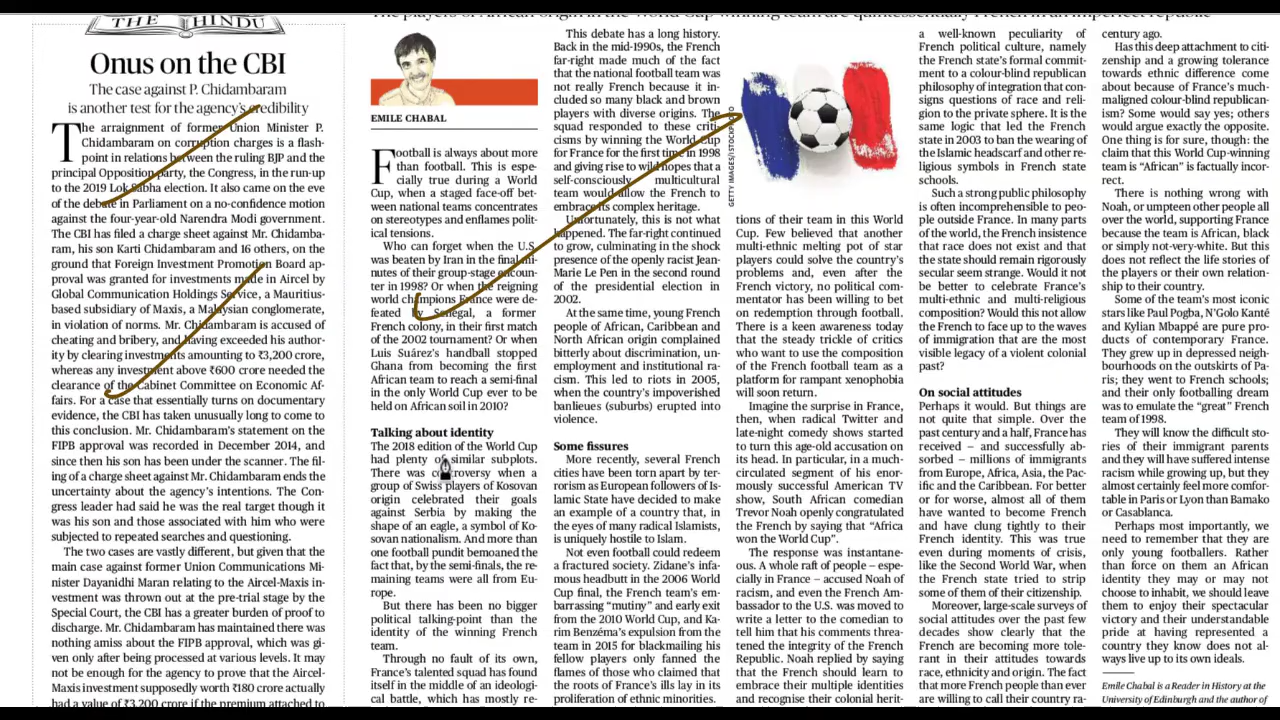 The players of African origin in the World Cup winning team are quintessentially French in an imperfect republic
THE HINDU
Onus on the CBI
The case against P. Chidambaram
is another test for the agency's credibility
The arraignment of former Union Minister P.
Chidambaram on corruption charges is a flash-
point in relations between the ruling BJP and the
principal Opposition party, the Congress, in the run-up
to the 2019 Lok Sabha election. It also came on the eve
of the debate in Parliament on a no-confidence motion
against the four-year-old Narendra Modi government.
The CBI has filed a charge sheet against Mr. Chidamba-
ram, his son Karti Chidambaram and 16 others, on the
ground that Foreign Investment Promotion Board ap-
proval was granted for investments made in Aircel by
Global Communication Holdings Service, a Mauritius-
based subsidiary of Maxis, a Malaysian conglomerate,
in violation of norms. Mr. Chidambaram is accused of
cheating and bribery, and having exceeded his author-
ity by clearing investments amounting to ₹3,200 crore,
whereas any investment above ₹600 crore needed the
clearance of the Cabinet Committee on Economic Af-
fairs. For a case that essentially turns on documentary
evidence, the CBI has taken unusually long to come to
this conclusion. Mr. Chidambaram's statement on the
FIPB approval was recorded in December 2014, and
since then his son has been under the scanner. The fil-
ing of a charge sheet against Mr. Chidambaram ends the
uncertainty about the agency's intentions. The Con-
gress leader had said he was the real target though it
was his son and those associated with him who were
subjected to repeated searches and questioning.
The two cases are vastly different, but given that the
main case against former Union Communications Mi-
nister Dayanidhi Maran relating to the Aircel-Maxis in-
vestment was thrown out at the pre-trial stage by the
Special Court, the CBI has a greater burden of proof to
discharge. Mr. Chidambaram has maintained there was
nothing amiss about the FIPB approval, which was gi-
ven only after being processed at various levels. It may
not be enough for the agency to prove that the Aircel-
Maxis investment supposedly worth ₹180 crore actually
had a value of ₹3,200 crore if the premium attached to
EMILE CHABAL
Football is always about more
than football. This is espe-
cially true during a World
Cup, when a staged face-off bet-
ween national teams concentrates
on stereotypes and enflames polit-
ical tensions.
Who can forget when the U.S.
was beaten by Iran in the final mi-
nutes of their group-stage encoun-
ter in 1998? Or when the reigning
world champions France were de-
feated by Senegal, a former
French colony, in their first match
of the 2002 tournament? Or when
Luis Suárez's handball stopped
Ghana from becoming the first
African team to reach a semi-final
in the only World Cup ever to be
held on African soil in 2010?
Talking about identity
The 2018 edition of the World Cup
had plenty of similar subplots.
There was controversy when a
group of Swiss players of Kosovan
origin celebrated their goals
against Serbia by making the
shape of an eagle, a symbol of Ko-
sovan nationalism. And more than
one football pundit bemoaned the
fact that, by the semi-finals, the re-
maining teams were all from Eu-
rope.
But there has been no bigger
political talking-point than the
identity of the winning French
team.
Through no fault of its own,
France's talented squad has found
itself in the middle of an ideologi-
cal battle, which has mostly re-
This debate has a long history.
Back in the mid-1990s, the French
far-right made much of the fact
that the national football team was
not really French because it in-
cluded so many black and brown
players with diverse origins. The
squad responded to these criti-
cisms by winning the World Cup
for France for the first time in 1998
and giving rise to wild hopes that a
self-consciously multicultural
team would allow the French to
embrace its complex heritage.
Unfortunately, this is not what
happened. The far-right continued
to grow, culminating in the shock
presence of the openly racist Jean-
Marie Le Pen in the second round
of the presidential election in
2002.
At the same time, young French
people of African, Caribbean and
North African origin complained
bitterly about discrimination, un-
employment and institutional ra-
cism. This led to riots in 2005,
when the country's impoverished
banlieues (suburbs) erupted into
violence.
Some fissures
More recently, several French
cities have been torn apart by ter-
rorism as European followers of Is-
lamic State have decided to make
an example of a country that, in
the eyes of many radical Islamists,
is uniquely hostile to Islam.
Not even football could redeem
a fractured society. Zidane's infa-
mous headbutt in the 2006 World
Cup final, the French team's em-
barrassing "mutiny" and early exit
from the 2010 World Cup, and Ka-
rim Benzéma's expulsion from the
team in 2015 for blackmailing his
fellow players only fanned the
flames of those who claimed that
the roots of France's ills lay in its
proliferation of ethnic minorities.
GETTY IMAGES/ISTOCKPHOTO
tions of their team in this World
Cup. Few believed that another
multi-ethnic melting pot of star
players could solve the country's
problems and, even after the
French victory, no political com-
mentator has been willing to bet
on redemption through football.
There is a keen awareness today
that the steady trickle of critics
who want to use the composition
of the French football team as a
platform for rampant xenophobia
will soon return.
Imagine the surprise in France,
then, when radical Twitter and
late-night comedy shows started
to turn this age-old accusation on
its head. In particular, in a much-
circulated segment of his enor-
mously successful American TV
show, South African comedian
Trevor Noah openly congratulated
the French by saying that "Africa
won the World Cup".
The response was instantane-
ous. A whole raft of people – espe-
cially in France – accused Noah of
racism, and even the French Am-
bassador to the U.S. was moved to
write a letter to the comedian to
tell him that his comments threa-
tened the integrity of the French
Republic. Noah replied by saying
that the French should learn to
embrace their multiple identities
and recognise their colonial herit-
a well-known peculiarity of
French political culture, namely
the French state's formal commit-
ment to a colour-blind republican
philosophy of integration that con-
signs questions of race and reli-
gion to the private sphere. It is the
same logic that led the French
state in 2003 to ban the wearing of
the Islamic headscarf and other re-
ligious symbols in French state
schools.
Such a strong public philosophy
is often incomprehensible to peo-
ple outside France. In many parts
of the world, the French insistence
that race does not exist and that
the state should remain rigorously
secular seem strange. Would it not
be better to celebrate France's
multi-ethnic and multi-religious
composition? Would this not allow
the French to face up to the waves
of immigration that are the most
visible legacy of a violent colonial
past?
On social attitudes
Perhaps it would. But things are
not quite that simple. Over the
past century and a half, France has
received – and successfully ab-
sorbed – millions of immigrants
from Europe, Africa, Asia, the Pac-
ific and the Caribbean. For better
or for worse, almost all of them
have wanted to become French
and have clung tightly to their
French identity. This was true
even during moments of crisis,
like the Second World War, when
the French state tried to strip
some of them of their citizenship.
Moreover, large-scale surveys of
social attitudes over the past few
decades show clearly that the
French are becoming more tole-
rant in their attitudes towards
race, ethnicity and origin. The fact
that more French people than ever
are willing to call their country ra-
century ago.
Has this deep attachment to citi-
zenship and a growing tolerance
towards ethnic difference come
about because of France's much-
maligned colour-blind republican-
ism? Some would say yes; others
would argue exactly the opposite.
One thing is for sure, though: the
claim that this World Cup-winning
team is "African" is factually incor-
rect.
There is nothing wrong with
Noah, or umpteen other people all
over the world, supporting France
because the team is African, black
or simply not-very-white. But this
does not reflect the life stories of
the players or their own relation-
ship to their country.
Some of the team's most iconic
stars like Paul Pogba, N'Golo Kanté
and Kylian Mbappé are pure pro-
ducts of contemporary France.
They grew up in depressed neigh-
bourhoods on the outskirts of Pa-
ris; they went to French schools;
and their only footballing dream
was to emulate the "great" French
team of 1998.
They will know the difficult sto-
ries of their immigrant parents
and they will have suffered intense
racism while growing up, but they
almost certainly feel more comfor-
table in Paris or Lyon than Bamako
or Casablanca.
Perhaps most importantly, we
need to remember that they are
only young footballers. Rather
than force on them an African
identity they may or may not
choose to inhabit, we should leave
them to enjoy their spectacular
victory and their understandable
pride at having represented a
country they know does not al-
ways live up to its own ideals.
Emile Chabal is a Reader in History at the
University of Edinburgh and the author of